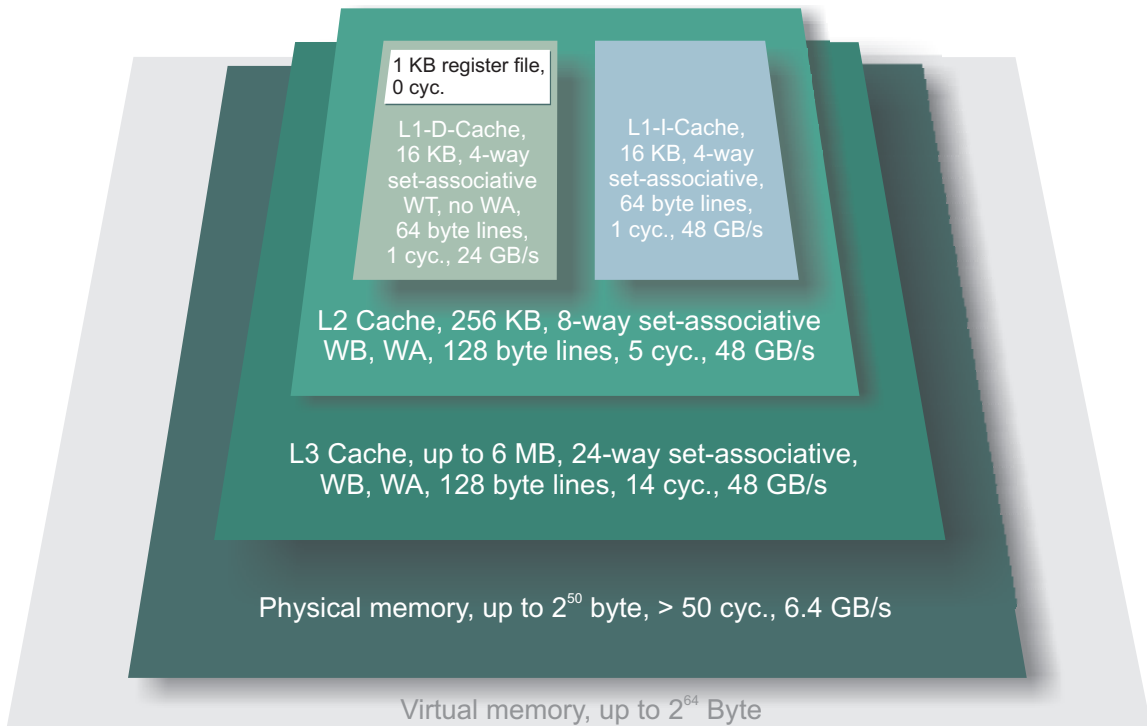 1 KB register file,
0 cyc.
L1-D-Cache,
16 KB, 4-way
set-associative
WT, no WA,
64 byte lines,
1 cyc., 24 GB/s
L1-I-Cache,
16 KB, 4-way
set-associative,
64 byte lines,
1 cyc., 48 GB/s
L2 Cache, 256 KB, 8-way set-associative
WB, WA, 128 byte lines, 5 cyc., 48 GB/s
L3 Cache, up to 6 MB, 24-way set-associative,
WB, WA, 128 byte lines, 14 cyc., 48 GB/s
Physical memory, up to 2⁵⁰ byte, > 50 cyc., 6.4 GB/s
Virtual memory, up to 2⁶⁴ Byte